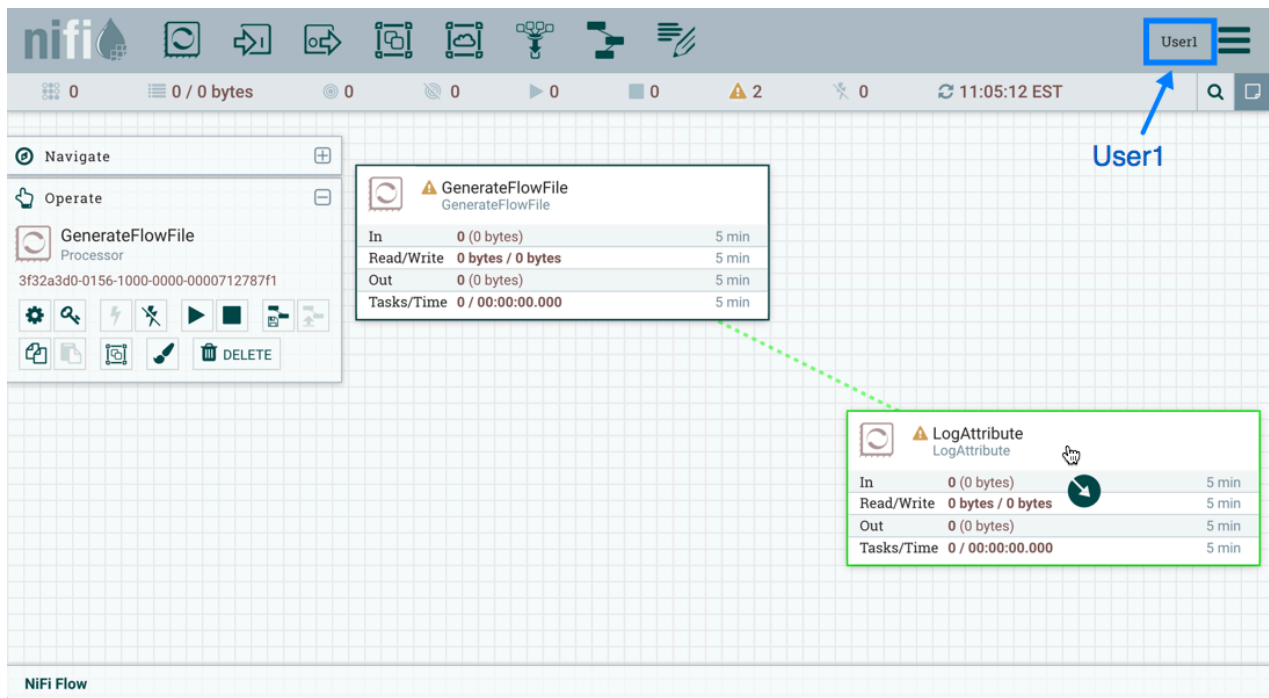 nifi
User1
0
0 / 0 bytes
0
0
0
0
2
0
11:05:12 EST
User1
Navigate
Operate
GenerateFlowFile
Processor
3f32a3d0-0156-1000-0000-0000712787f1
DELETE
GenerateFlowFile
GenerateFlowFile
In 0 (0 bytes) 5 min
Read/Write 0 bytes / 0 bytes 5 min
Out 0 (0 bytes) 5 min
Tasks/Time 0 / 00:00:00.000 5 min
LogAttribute
LogAttribute
In 0 (0 bytes) 5 min
Read/Write 0 bytes / 0 bytes 5 min
Out 0 (0 bytes) 5 min
Tasks/Time 0 / 00:00:00.000 5 min
NiFi Flow